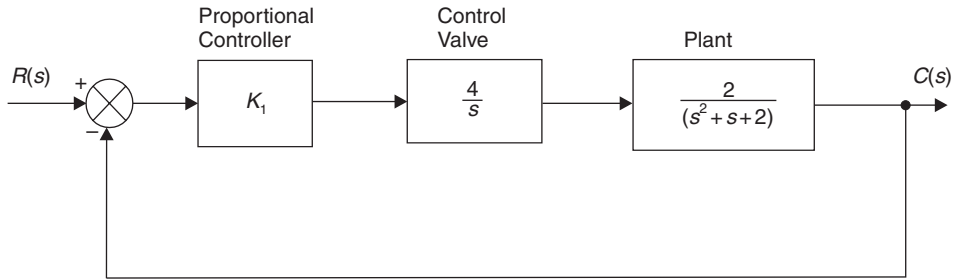 Proportional
Controller
Control
Valve
Plant
R(s)
+
−
K₁
4
s
2
(s² + s + 2)
C(s)